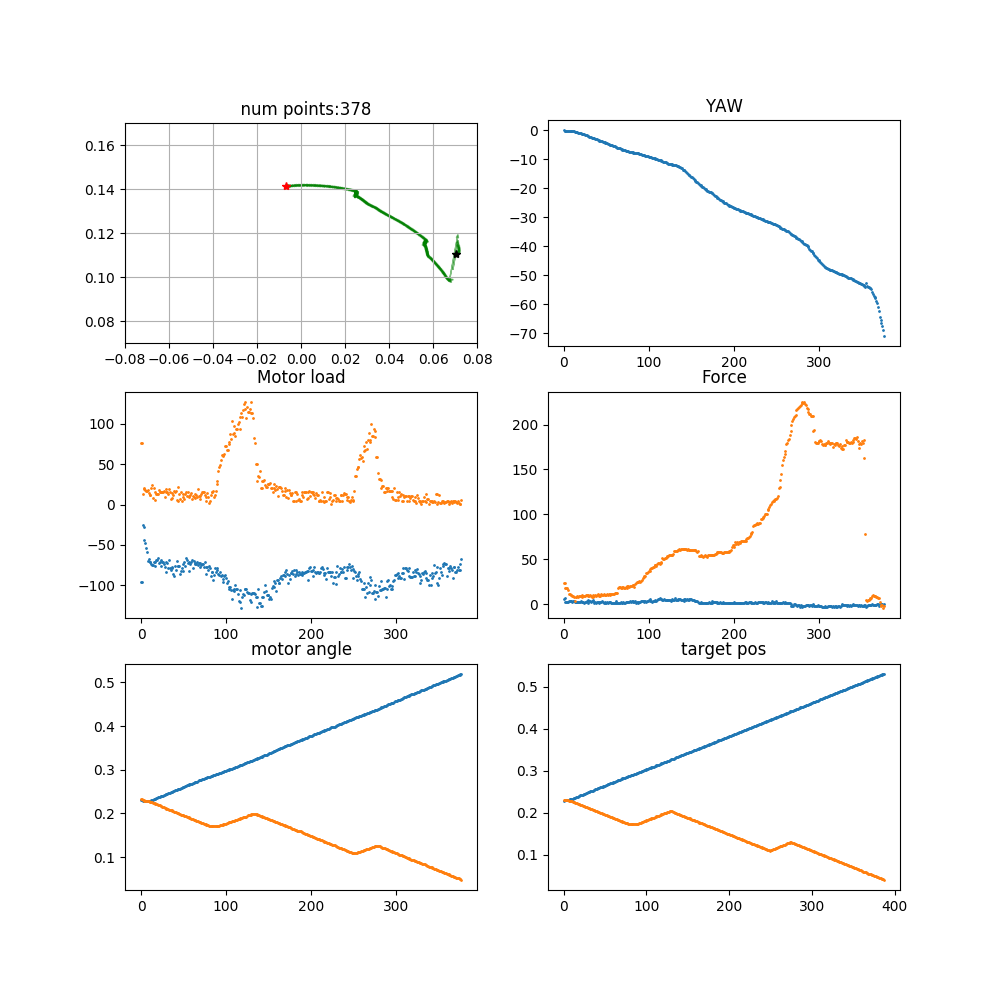 num points:378
YAW
0.16
0.14
0.12
0.10
0.08
−0.08 −0.06 −0.04 −0.02 0.00 0.02 0.04 0.06 0.08
0
−10
−20
−30
−40
−50
−60
−70
0 100 200 300
Motor load
Force
100
50
0
−50
−100
0 100 200 300
200
150
100
50
0
0 100 200 300
motor angle
target pos
0.5
0.4
0.3
0.2
0.1
0 100 200 300
0.5
0.4
0.3
0.2
0.1
0 100 200 300 400